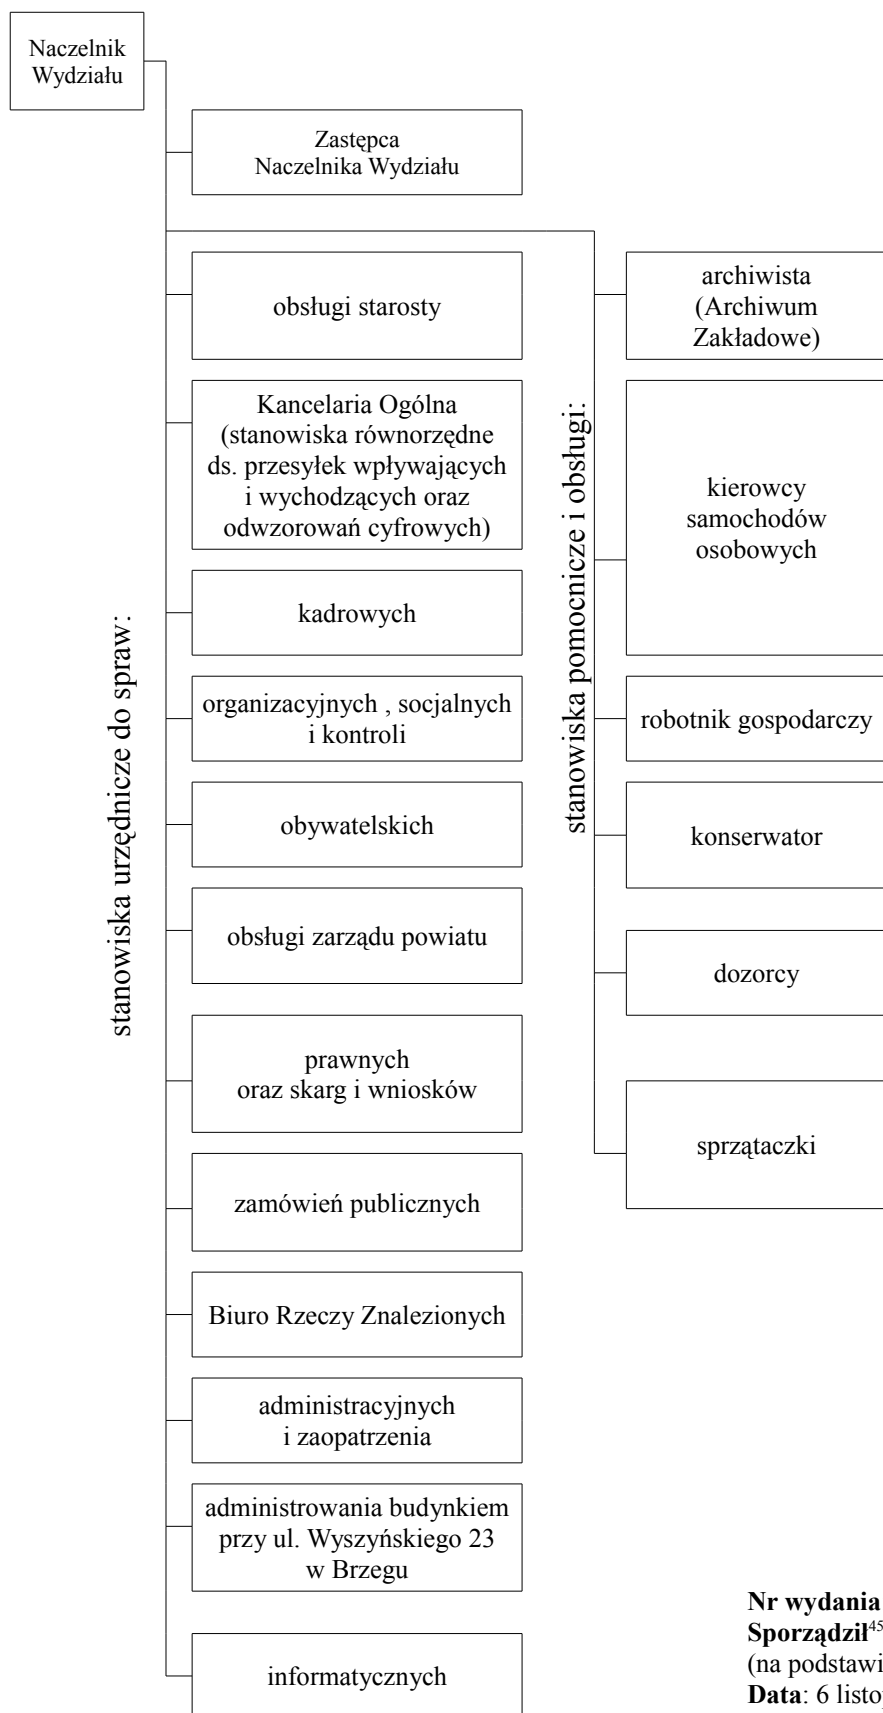 Naczelnik
Wydziału
Zastępca
Naczelnika Wydziału
stanowiska urzędnicze do spraw:
obsługi starosty
Kancelaria Ogólna
(stanowiska równorzędne
ds. przesyłek wpływających
i wychodzących oraz
odwzorowań cyfrowych)
kadrowych
organizacyjnych , socjalnych
i kontroli
obywatelskich
obsługi zarządu powiatu
prawnych
oraz skarg i wniosków
zamówień publicznych
Biuro Rzeczy Znalezionych
administracyjnych
i zaopatrzenia
administrowania budynkiem
przy ul. Wyszyńskiego 23
w Brzegu
informatycznych
stanowiska pomocnicze i obsługi:
archiwista
(Archiwum
Zakładowe)
kierowcy
samochodów
osobowych
robotnik gospodarczy
konserwator
dozorcy
sprzątaczki
Nr wydania
Sporządził45
(na podstawi
Data: 6 listo